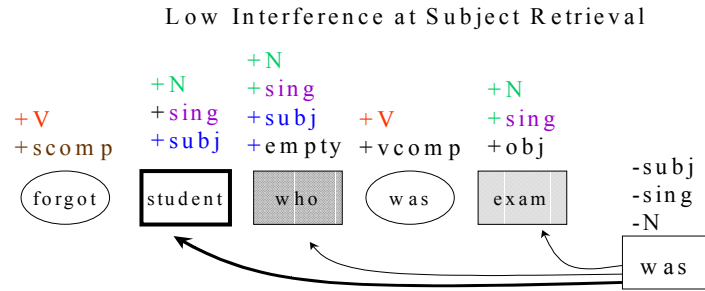 Low Interference at Subject Retrieval
+V
+scomp
forgot
+N
+sing
+subj
student
+N
+sing
+subj
+empty
who
+V
+vcomp
was
+N
+sing
+obj
exam
-subj
-sing
-N
was